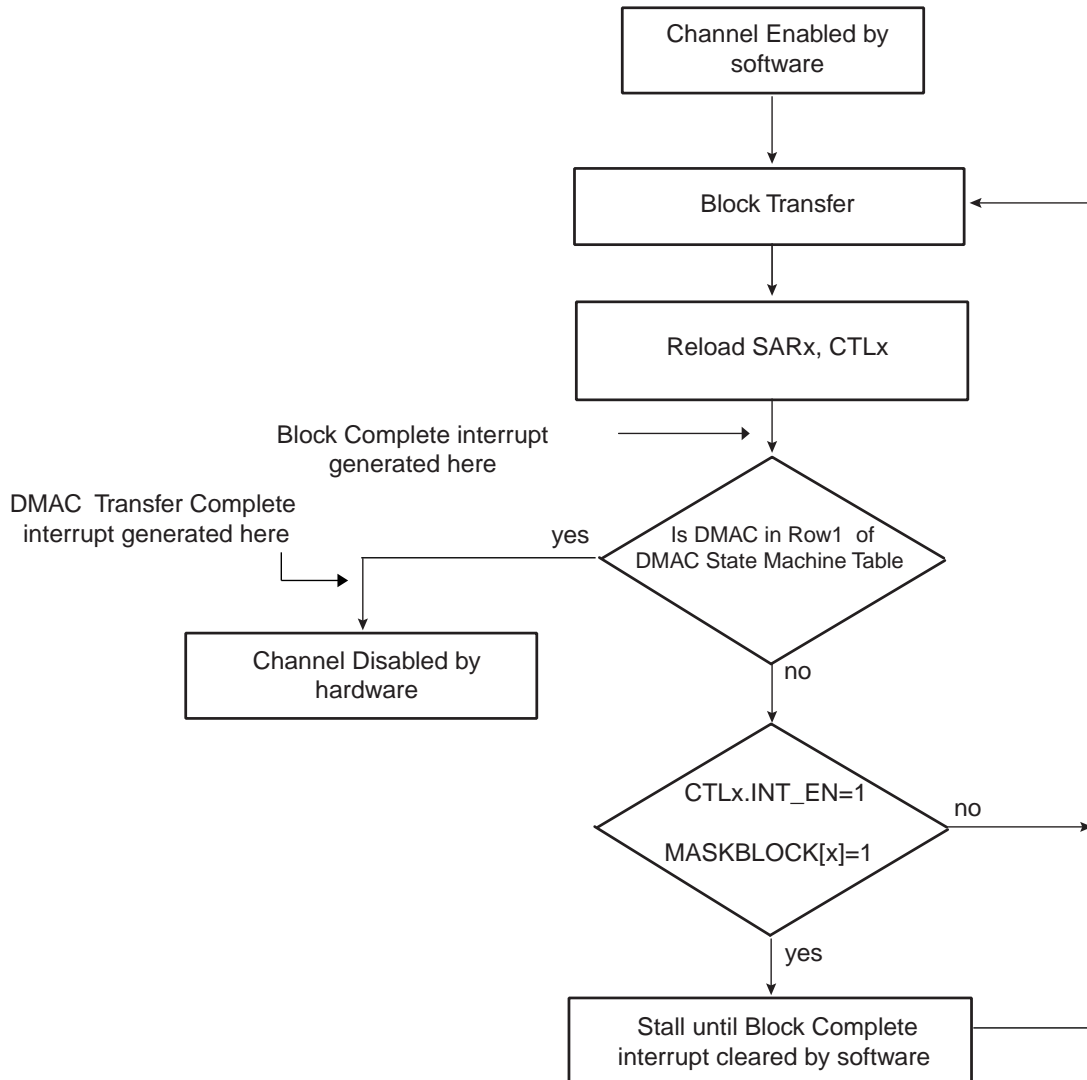 Channel Enabled by
software
Block Transfer
Reload SARx, CTLx
Block Complete interrupt
generated here
DMAC Transfer Complete
interrupt generated here
yes
Is DMAC in Row1 of
DMAC State Machine Table
Channel Disabled by
hardware
no
CTLx.INT_EN=1
MASKBLOCK[x]=1
no
yes
Stall until Block Complete
interrupt cleared by software